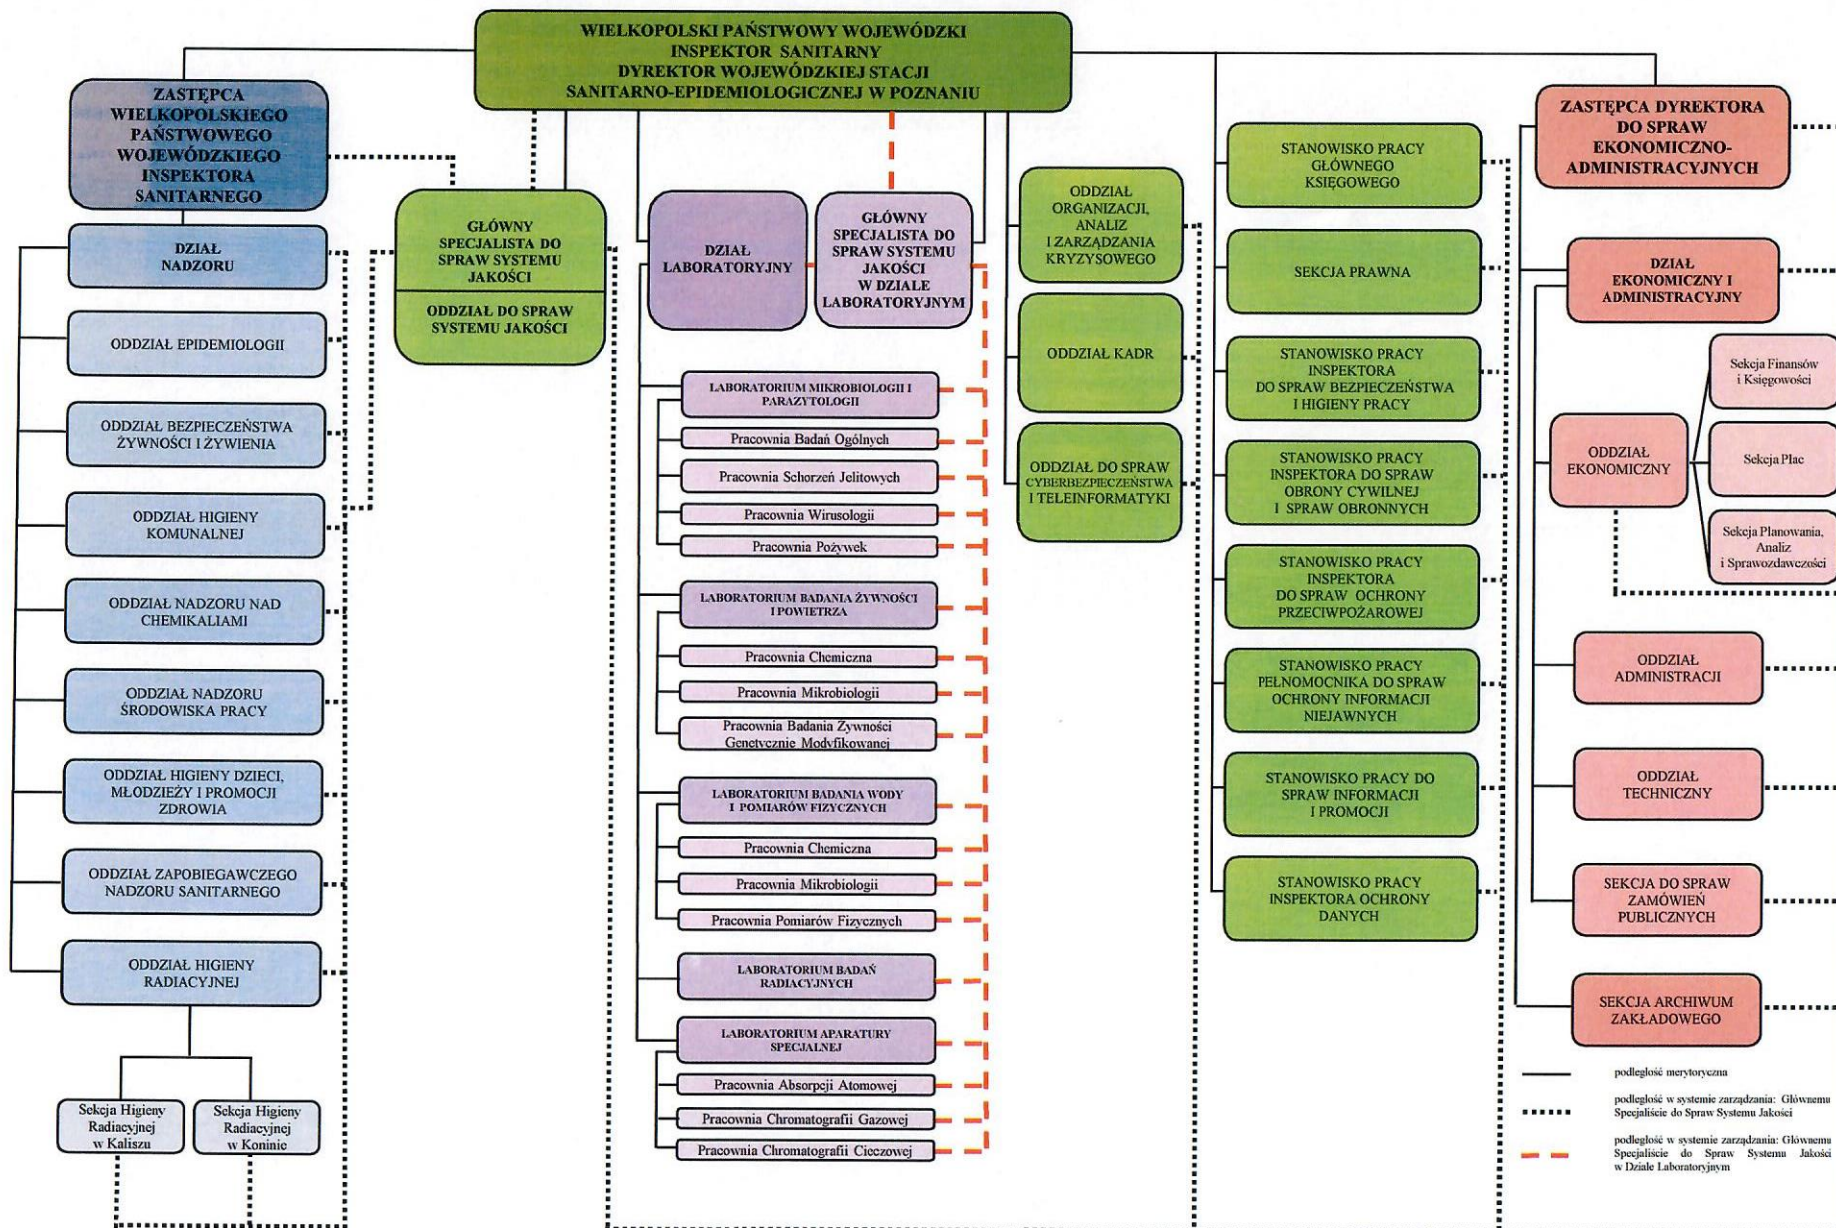 WIELKOPOLSKI PAŃSTWOWY WOJEWÓDZKI
INSPEKTOR SANITARNY
DYREKTOR WOJEWÓDZKIEJ STACJI
SANITARNO-EPIDEMIOLOGICZNEJ W POZNANIU
ZASTĘPCA
WIELKOPOLSKIEGO
PAŃSTWOWEGO
WOJEWÓDZKIEGO
INSPEKTORA
SANITARNEGO
DZIAŁ
NADZORU
ODDZIAŁ EPIDEMIOLOGII
ODDZIAŁ BEZPIECZEŃSTWA
ŻYWNOŚCI I ŻYWIENIA
ODDZIAŁ HIGIENY
KOMUNALNEJ
ODDZIAŁ NADZORU NAD
CHEMIKALIAMI
ODDZIAŁ NADZORU
ŚRODOWISKA PRACY
ODDZIAŁ HIGIENY DZIECI,
MŁODZIEŻY I PROMOCJI
ZDROWIA
ODDZIAŁ ZAPOBIEGAWCZEGO
NADZORU SANITARNEGO
ODDZIAŁ HIGIENY
RADIACYJNEJ
Sekcja Higieny
Radiacyjnej
w Kaliszu
Sekcja Higieny
Radiacyjnej
w Koninie
GŁÓWNY
SPECJALISTA DO
SPRAW SYSTEMU
JAKOŚCI
ODDZIAŁ DO SPRAW
SYSTEMU JAKOŚCI
DZIAŁ
LABORATORYJNY
GŁÓWNY
SPECJALISTA DO
SPRAW SYSTEMU
JAKOŚCI
W DZIALE
LABORATORYJNYM
LABORATORIUM MIKROBIOLOGII I
PARAZYTOLOGII
Pracownia Badań Ogólnych
Pracownia Schorzeń Jelitowych
Pracownia Wirusologii
Pracownia Pożywek
LABORATORIUM BADANIA ŻYWNOŚCI
I POWIETRZA
Pracownia Chemiczna
Pracownia Mikrobiologii
Pracownia Badania Żywności
Genetycznie Modyfikowanej
LABORATORIUM BADANIA WODY
I POMIARÓW FIZYCZNYCH
Pracownia Chemiczna
Pracownia Mikrobiologii
Pracownia Pomiarów Fizycznych
LABORATORIUM BADAŃ
RADIACYJNYCH
LABORATORIUM APARATURY
SPECJALNEJ
Pracownia Absorpcji Atomowej
Pracownia Chromatografii Gazowej
Pracownia Chromatografii Cieczowej
ODDZIAŁ
ORGANIZACJI,
ANALIZ
I ZARZĄDZANIA
KRYZYSOWEGO
ODDZIAŁ KADR
ODDZIAŁ DO SPRAW
CYBERBEZPIECZEŃSTWA
I TELEINFORMATYKI
STANOWISKO PRACY
GŁÓWNEGO
KSIĘGOWEGO
SEKCJA PRAWNA
STANOWISKO PRACY
INSPEKTORA
DO SPRAW BEZPIECZEŃSTWA
I HIGIENY PRACY
STANOWISKO PRACY
INSPEKTORA DO SPRAW
OBRONY CYWILNEJ
I SPRAW OBRONNYCH
STANOWISKO PRACY
INSPEKTORA
DO SPRAW OCHRONY
PRZECIWPOŻAROWEJ
STANOWISKO PRACY
PEŁNOMOCNIKA DO SPRAW
OCHRONY INFORMACJI
NIEJAWNYCH
STANOWISKO PRACY DO
SPRAW INFORMACJI
I PROMOCJI
STANOWISKO PRACY
INSPEKTORA OCHRONY
DANYCH
ZASTĘPCA DYREKTORA
DO SPRAW
EKONOMICZNO-
ADMINISTRACYJNYCH
DZIAŁ
EKONOMICZNY I
ADMINISTRACYJNY
ODDZIAŁ
EKONOMICZNY
Sekcja Finansów
i Księgowości
Sekcja Płac
Sekcja Planowania,
Analiz
i Sprawozdawczości
ODDZIAŁ
ADMINISTRACJI
ODDZIAŁ
TECHNICZNY
SEKCJA DO SPRAW
ZAMÓWIEŃ
PUBLICZNYCH
SEKCJA ARCHIWUM
ZAKŁADOWEGO
podległość merytoryczna
podległość w systemie zarządzania: Głównemu
Specjaliście do Spraw Systemu Jakości
podległość w systemie zarządzania: Głównemu
Specjaliście do Spraw Systemu Jakości
w Dziale Laboratoryjnym